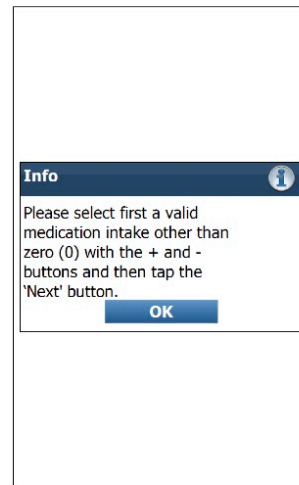 Info
Please select first a valid
medication intake other than
zero (0) with the + and -
buttons and then tap the
'Next' button.
OK